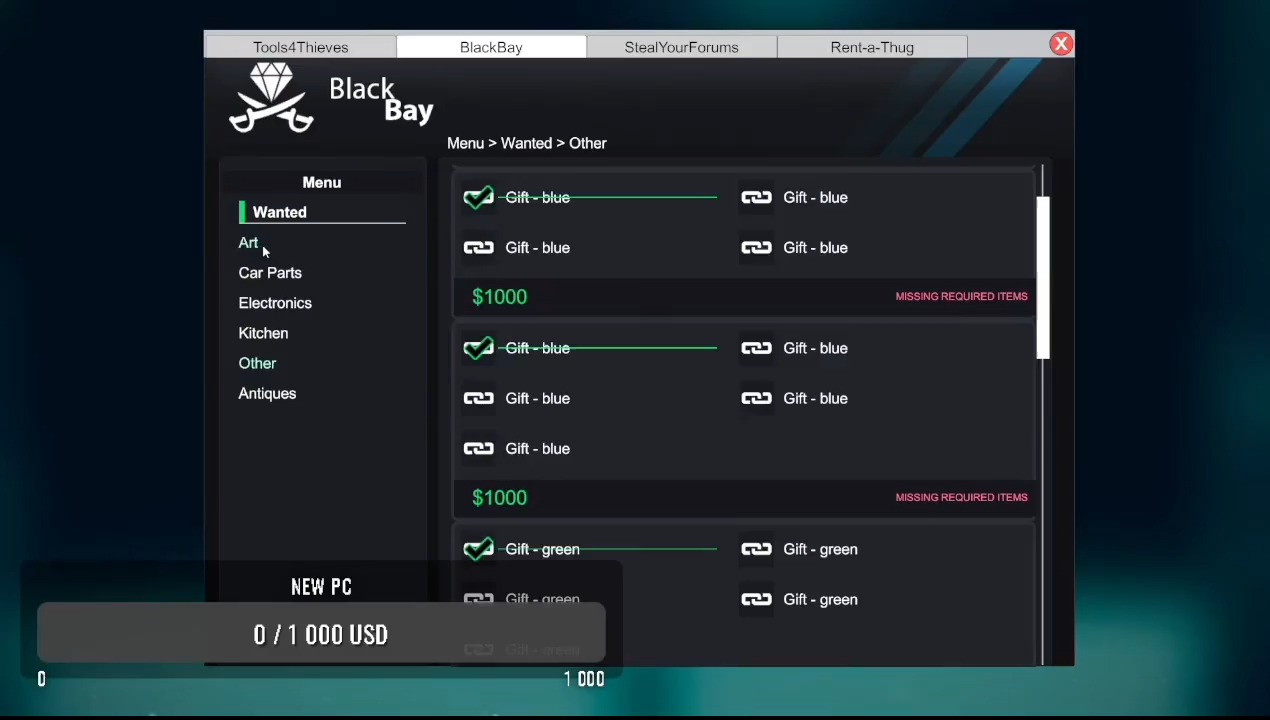 Tools4Thieves BlackBay StealYourForums Rent-a-Thug X
Black
Bay
Menu > Wanted > Other
Menu
Wanted
Art
Car Parts
Electronics
Kitchen
Other
Antiques
Gift - blue Gift - blue
Gift - blue Gift - blue
$1000 MISSING REQUIRED ITEMS
Gift - blue Gift - blue
Gift - blue Gift - blue
Gift - blue
$1000 MISSING REQUIRED ITEMS
Gift - green Gift - green
Gift - green Gift - green
Gift - green
NEW PC
0 / 1 000 USD
0 1 000